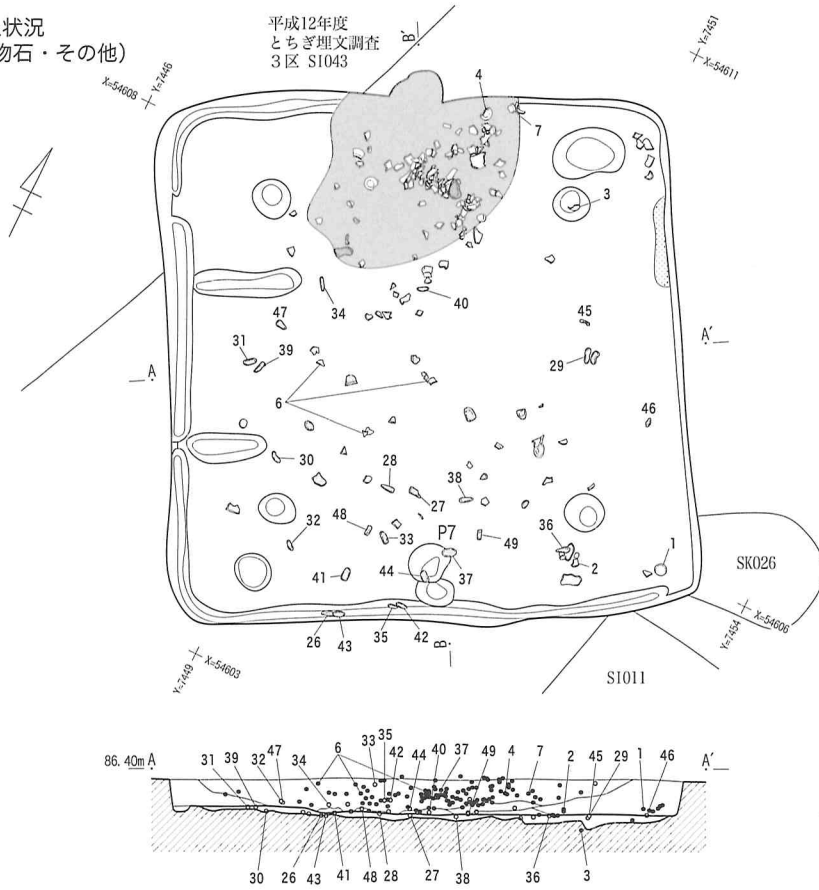 状況
物石・その他）
平成12年度
とちぎ埋文調査
3区 SI043
B'
Y=7451
X=54611
X=54608
Y=7446
4
7
3
34
40
47
45
31
39
29
A'
A
6
46
30
28
27
38
48
33
P7
49
32
36
2
1
41
44
37
SK026
26
43
35
42
B
X=54606
Y=7454
Y=7449
X=54603
SI011
86.40m A
31 39 32 47 34 6 33 35 42 44 40 37 49 4 7 2 45 29 1 46
A'
30 26 43 41 48 28 27 38 36 3